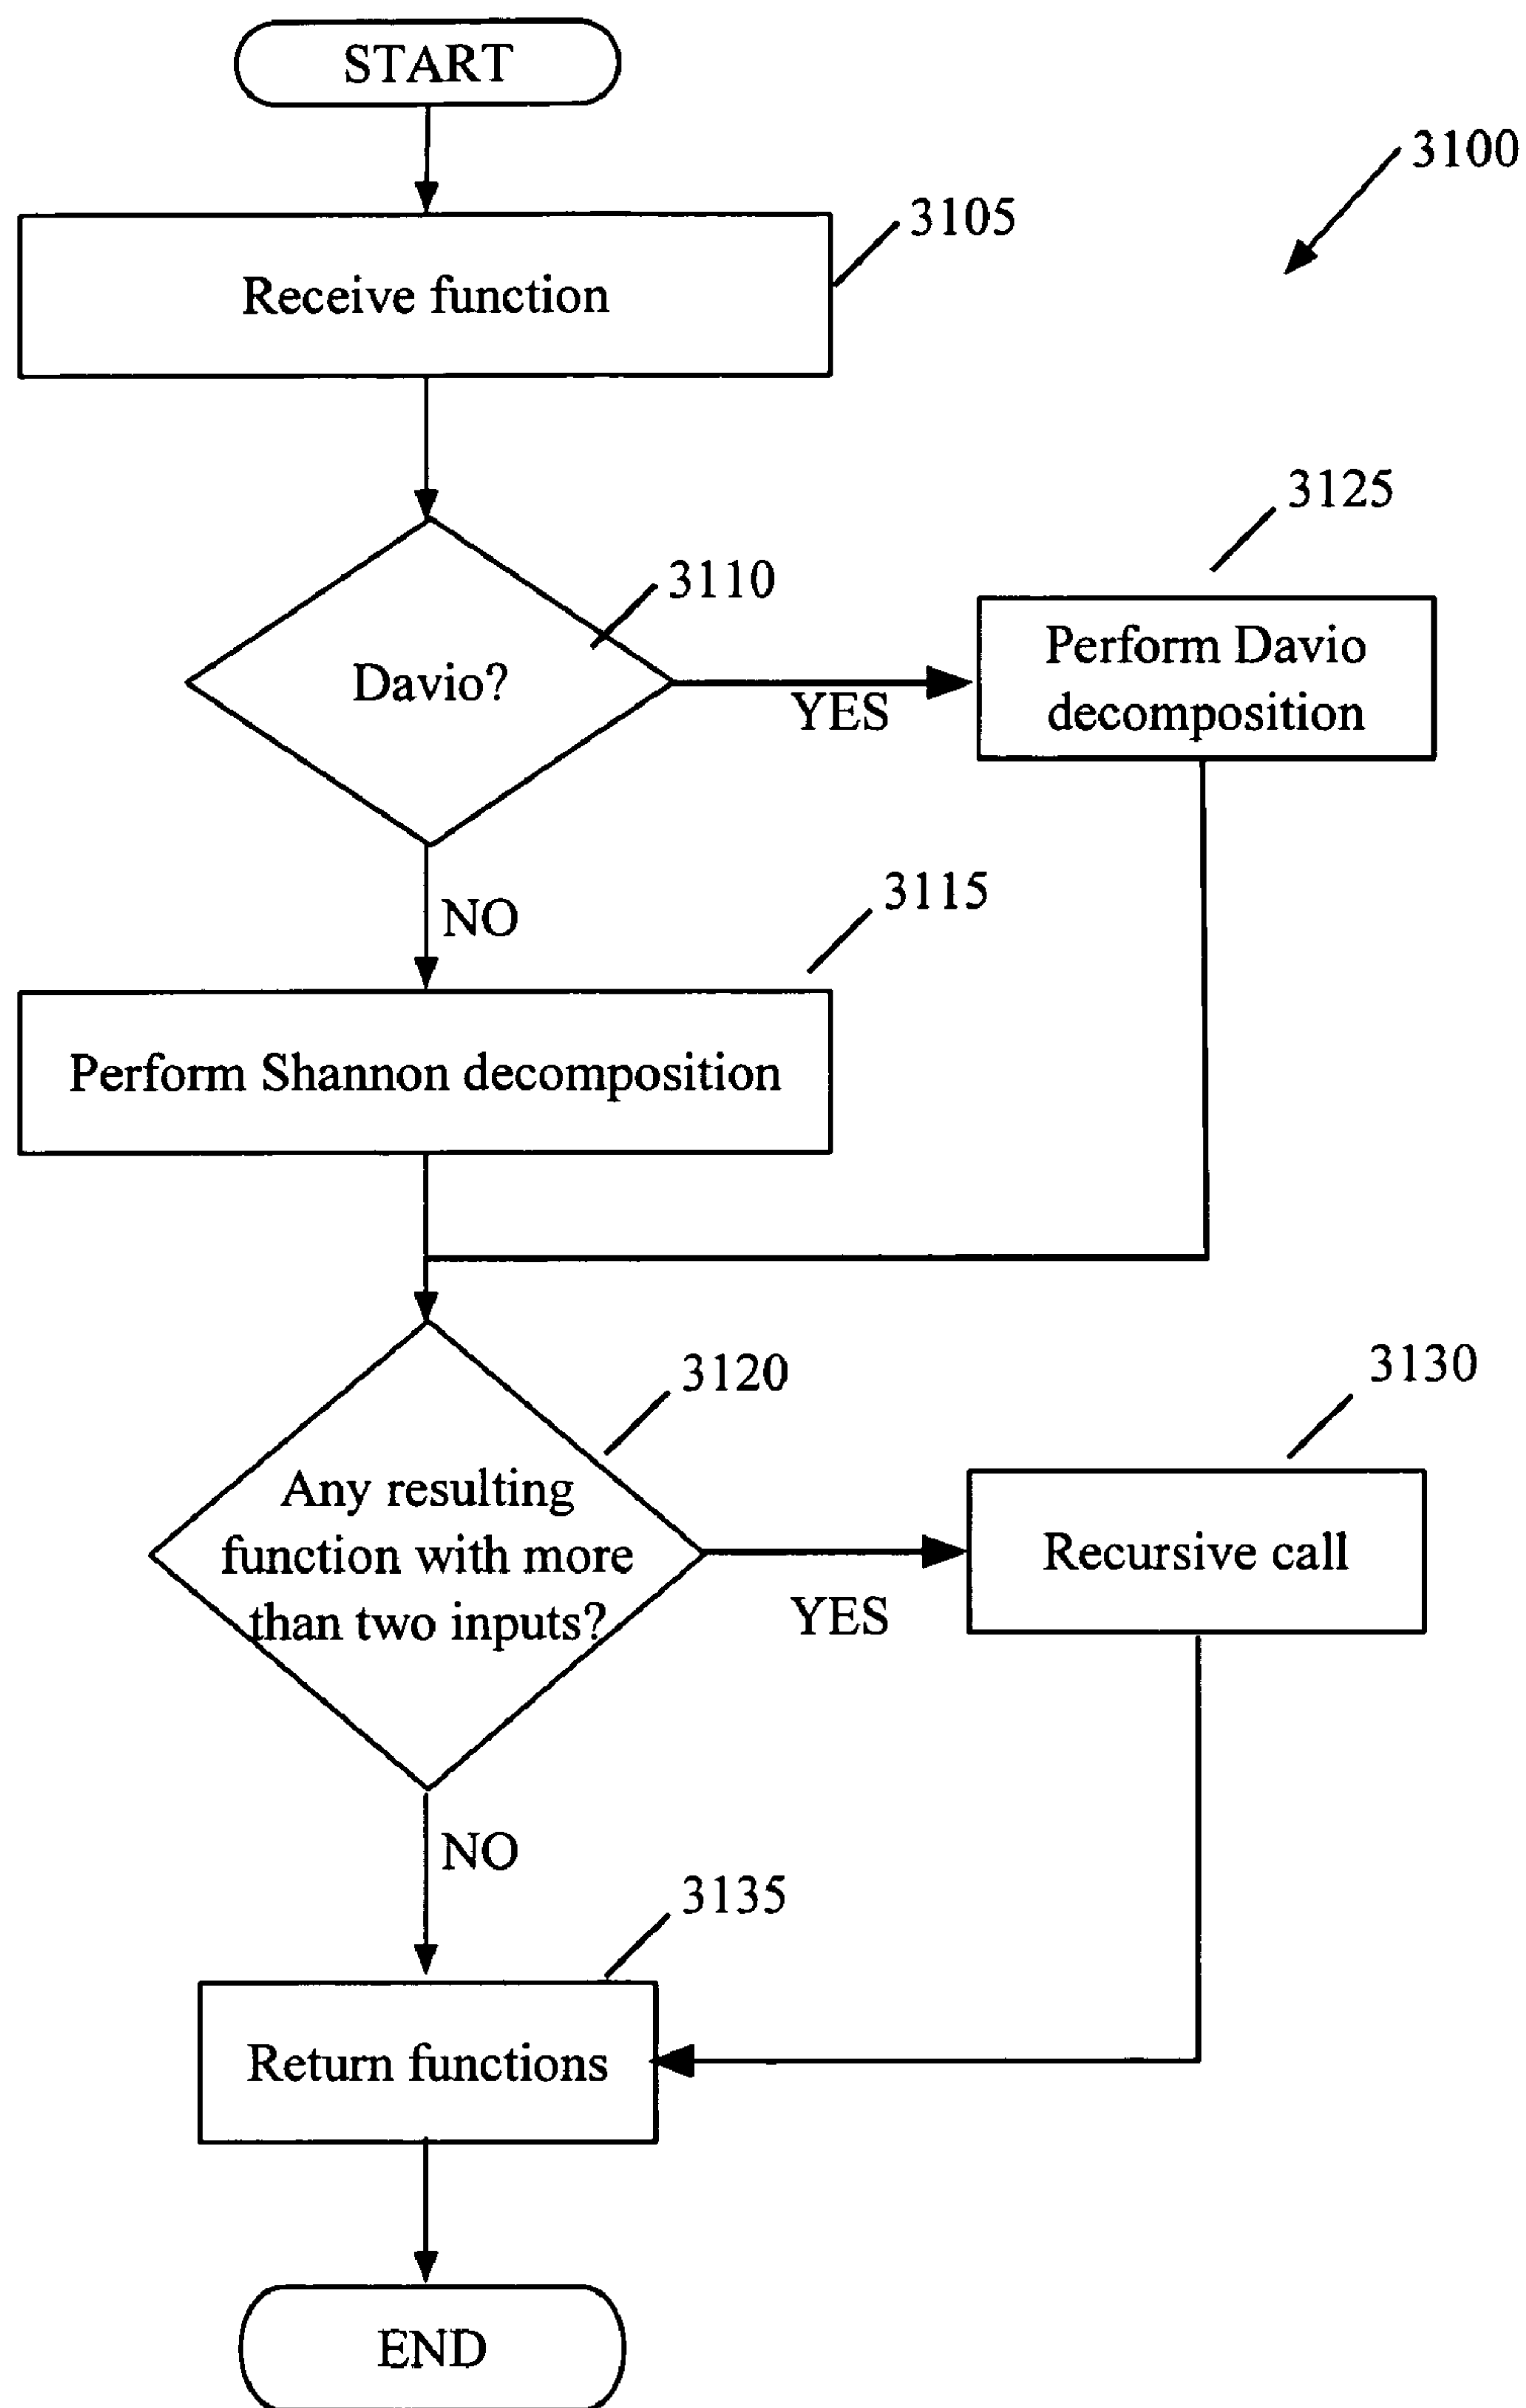 START
3100
3105
Receive function
3125
3110
Perform Davio
decomposition
Davio?
YES
NO
3115
Perform Shannon decomposition
3120
3130
Any resulting
function with more
than two inputs?
Recursive call
YES
NO
3135
Return functions
END